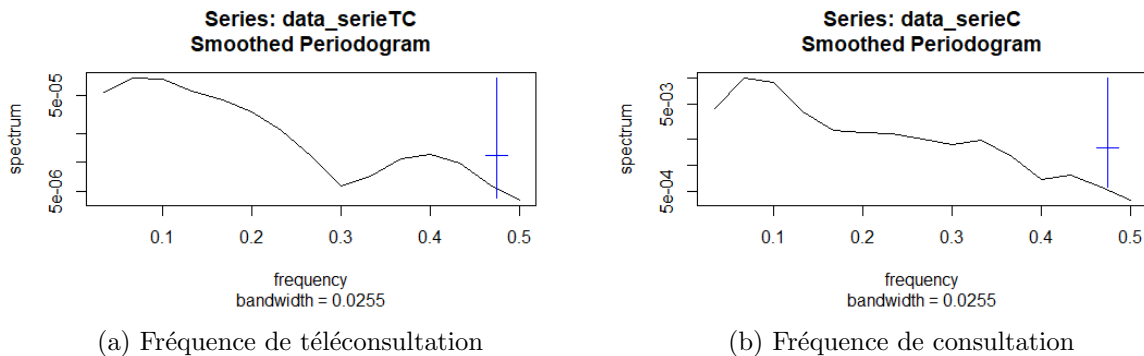 Series: data_serieTC
Smoothed Periodogram
spectrum
5e-05
5e-06
0.1 0.2 0.3 0.4 0.5
frequency
bandwidth = 0.0255
(a) Fréquence de téléconsultation
Series: data_serieC
Smoothed Periodogram
spectrum
5e-03
5e-04
0.1 0.2 0.3 0.4 0.5
frequency
bandwidth = 0.0255
(b) Fréquence de consultation